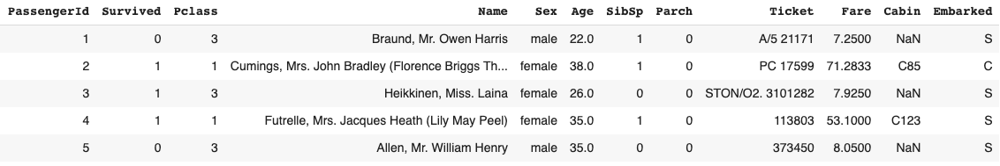 PassengerId Survived Pclass Name Sex Age SibSp Parch Ticket Fare Cabin Embarked
1 0 3 Braund, Mr. Owen Harris male 22.0 1 0 A/5 21171 7.2500 NaN S
2 1 1 Cumings, Mrs. John Bradley (Florence Briggs Th... female 38.0 1 0 PC 17599 71.2833 C85 C
3 1 3 Heikkinen, Miss. Laina female 26.0 0 0 STON/O2. 3101282 7.9250 NaN S
4 1 1 Futrelle, Mrs. Jacques Heath (Lily May Peel) female 35.0 1 0 113803 53.1000 C123 S
5 0 3 Allen, Mr. William Henry male 35.0 0 0 373450 8.0500 NaN S